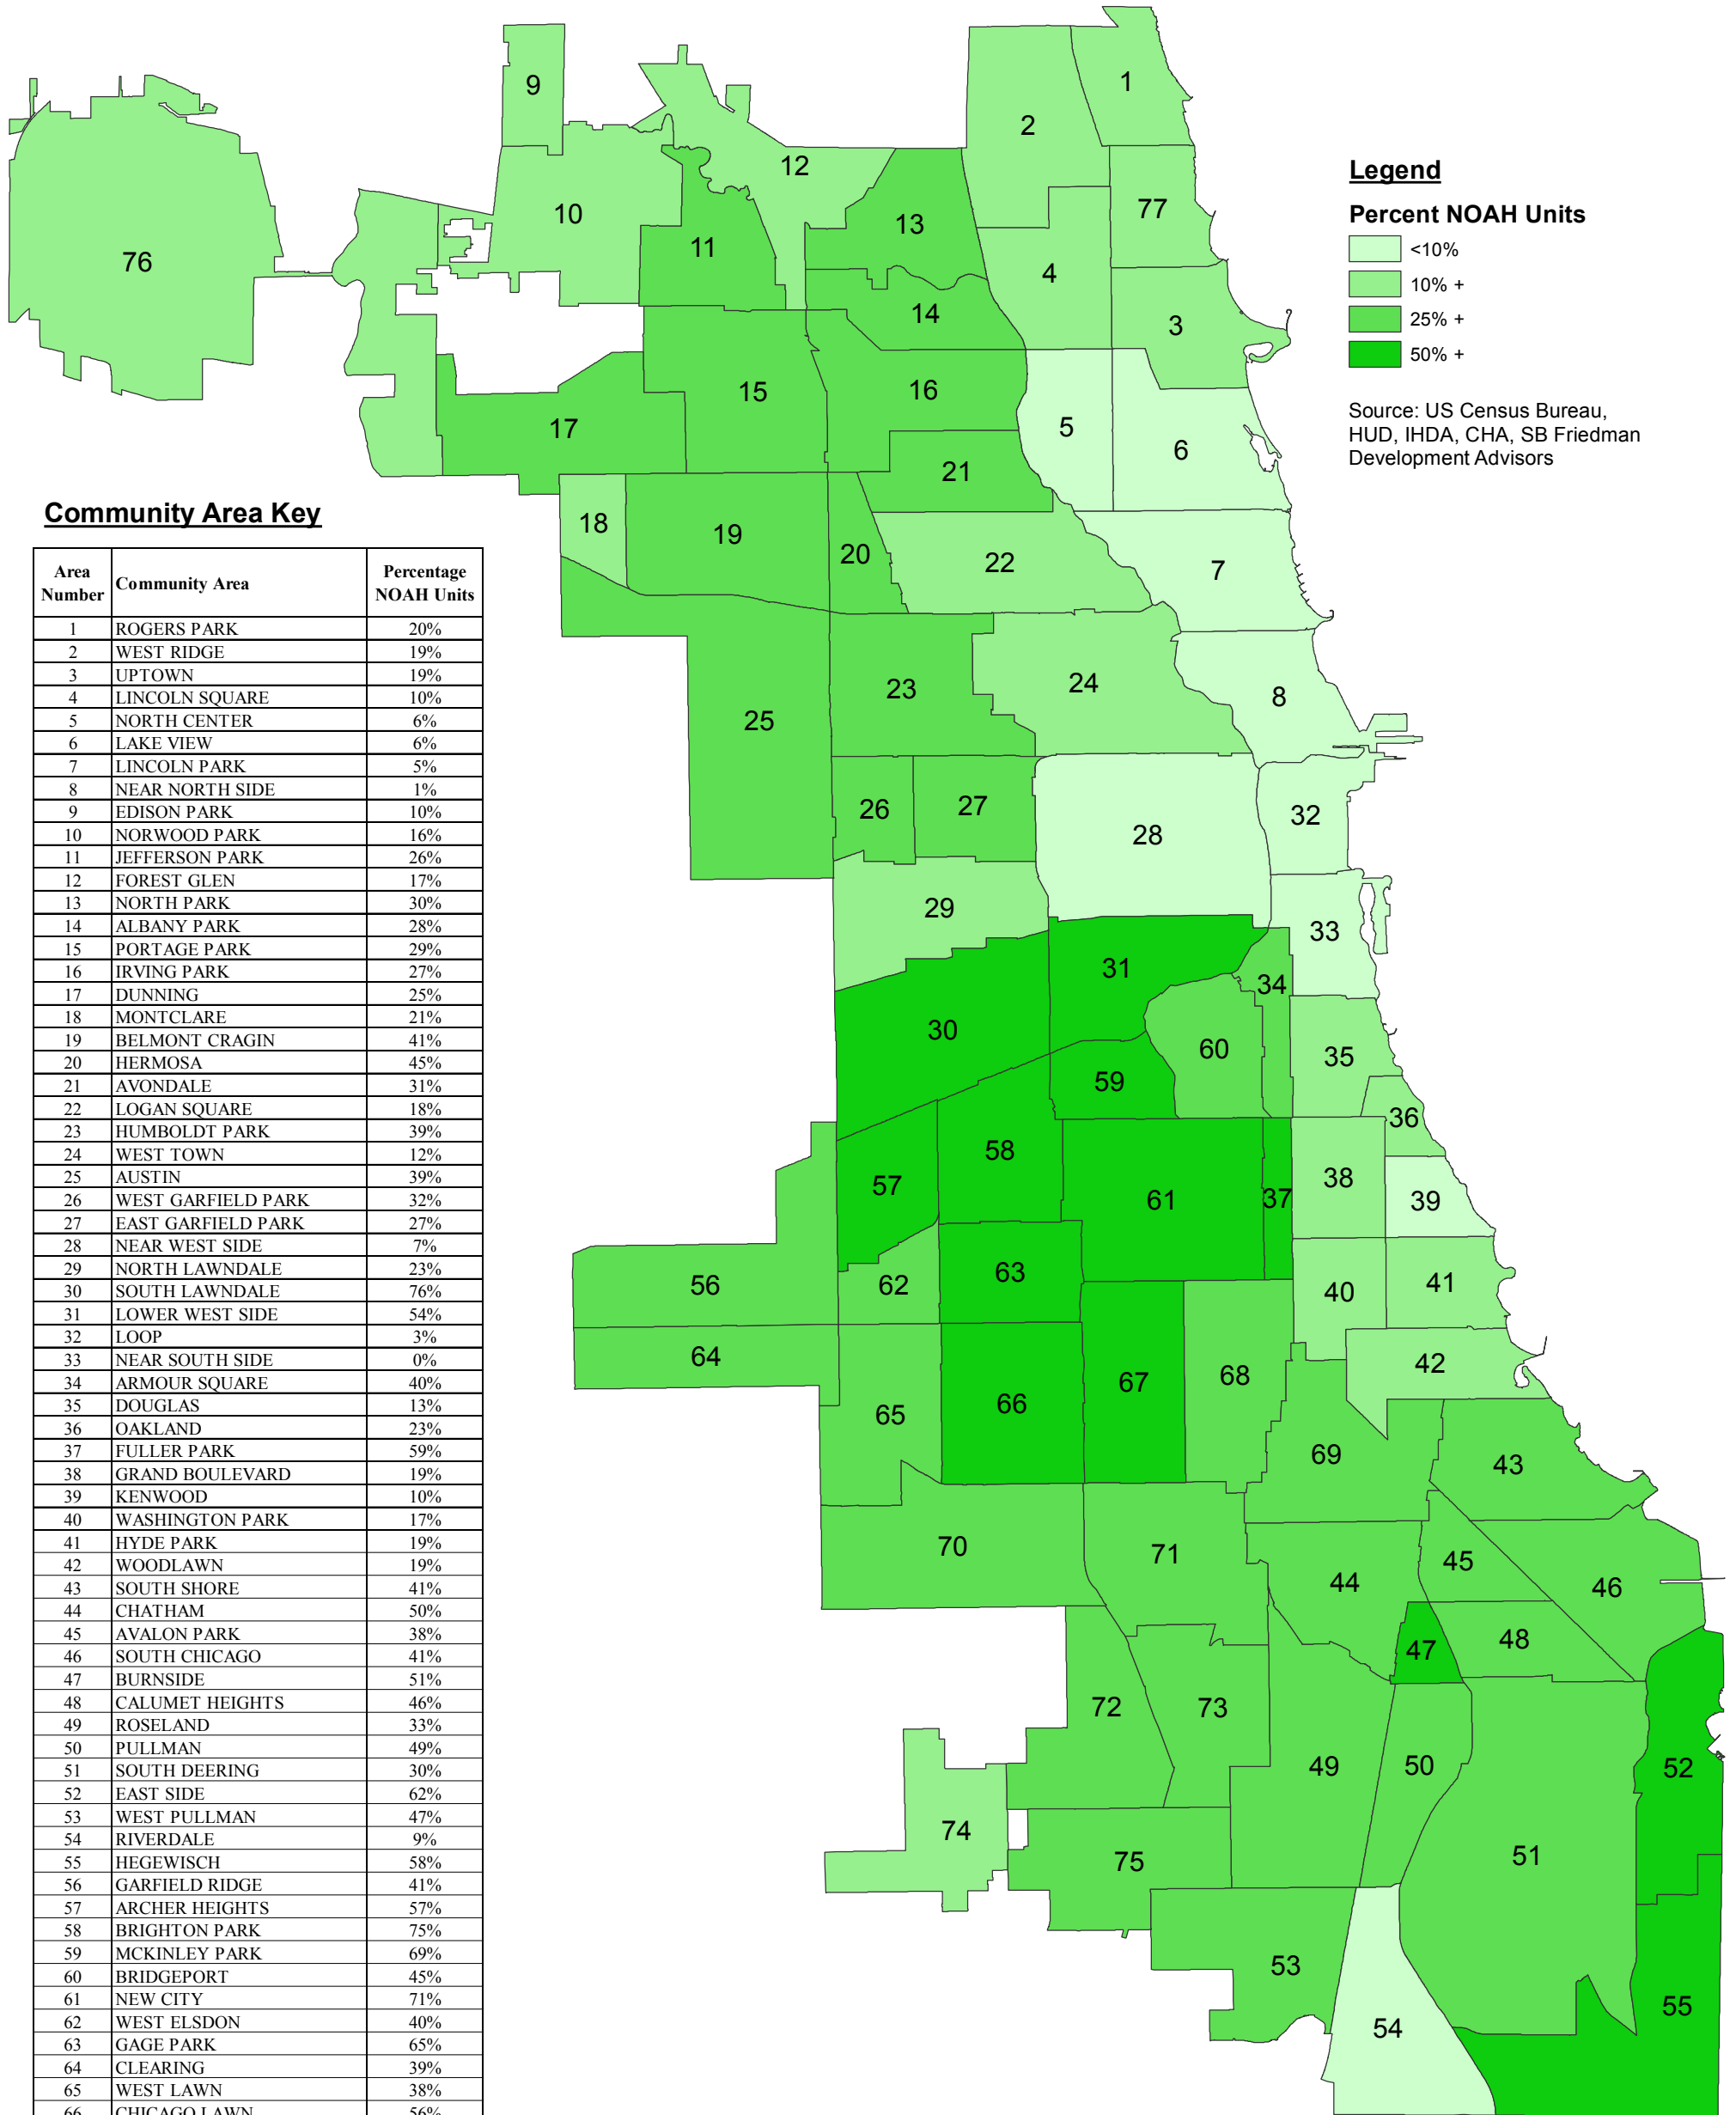 Legend
Percent NOAH Units
<10%
10% +
25% +
50% +
Source: US Census Bureau,
HUD, IHDA, CHA, SB Friedman
Development Advisors
Community Area Key
Area Number Community Area Percentage NOAH Units
1 ROGERS PARK 20%
2 WEST RIDGE 19%
3 UPTOWN 19%
4 LINCOLN SQUARE 10%
5 NORTH CENTER 6%
6 LAKE VIEW 6%
7 LINCOLN PARK 5%
8 NEAR NORTH SIDE 1%
9 EDISON PARK 10%
10 NORWOOD PARK 16%
11 JEFFERSON PARK 26%
12 FOREST GLEN 17%
13 NORTH PARK 30%
14 ALBANY PARK 28%
15 PORTAGE PARK 29%
16 IRVING PARK 27%
17 DUNNING 25%
18 MONTCLARE 21%
19 BELMONT CRAGIN 41%
20 HERMOSA 45%
21 AVONDALE 31%
22 LOGAN SQUARE 18%
23 HUMBOLDT PARK 39%
24 WEST TOWN 12%
25 AUSTIN 39%
26 WEST GARFIELD PARK 32%
27 EAST GARFIELD PARK 27%
28 NEAR WEST SIDE 7%
29 NORTH LAWNDALE 23%
30 SOUTH LAWNDALE 76%
31 LOWER WEST SIDE 54%
32 LOOP 3%
33 NEAR SOUTH SIDE 0%
34 ARMOUR SQUARE 40%
35 DOUGLAS 13%
36 OAKLAND 23%
37 FULLER PARK 59%
38 GRAND BOULEVARD 19%
39 KENWOOD 10%
40 WASHINGTON PARK 17%
41 HYDE PARK 19%
42 WOODLAWN 19%
43 SOUTH SHORE 41%
44 CHATHAM 50%
45 AVALON PARK 38%
46 SOUTH CHICAGO 41%
47 BURNSIDE 51%
48 CALUMET HEIGHTS 46%
49 ROSELAND 33%
50 PULLMAN 49%
51 SOUTH DEERING 30%
52 EAST SIDE 62%
53 WEST PULLMAN 47%
54 RIVERDALE 9%
55 HEGEWISCH 58%
56 GARFIELD RIDGE 41%
57 ARCHER HEIGHTS 57%
58 BRIGHTON PARK 75%
59 MCKINLEY PARK 69%
60 BRIDGEPORT 45%
61 NEW CITY 71%
62 WEST ELSDON 40%
63 GAGE PARK 65%
64 CLEARING 39%
65 WEST LAWN 38%
66 CHICAGO LAWN 56%
1
9
2
12
77
10
13
11
76
4
14
3
16
15
5
17
6
21
18
19
20
22
7
24
23
8
25
26
27
32
28
29
33
31
34
30
60
35
59
36
58
38
57
61
37
39
63
41
62
56
40
64
42
68
67
66
65
69
43
70
71
45
44
46
48
47
72
73
50
49
52
74
51
75
53
55
54